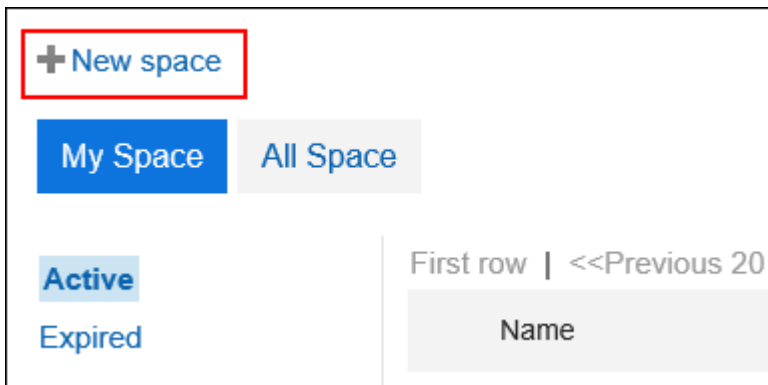 New space
My Space All Space
Active
Expired
First row | <<Previous 20
Name